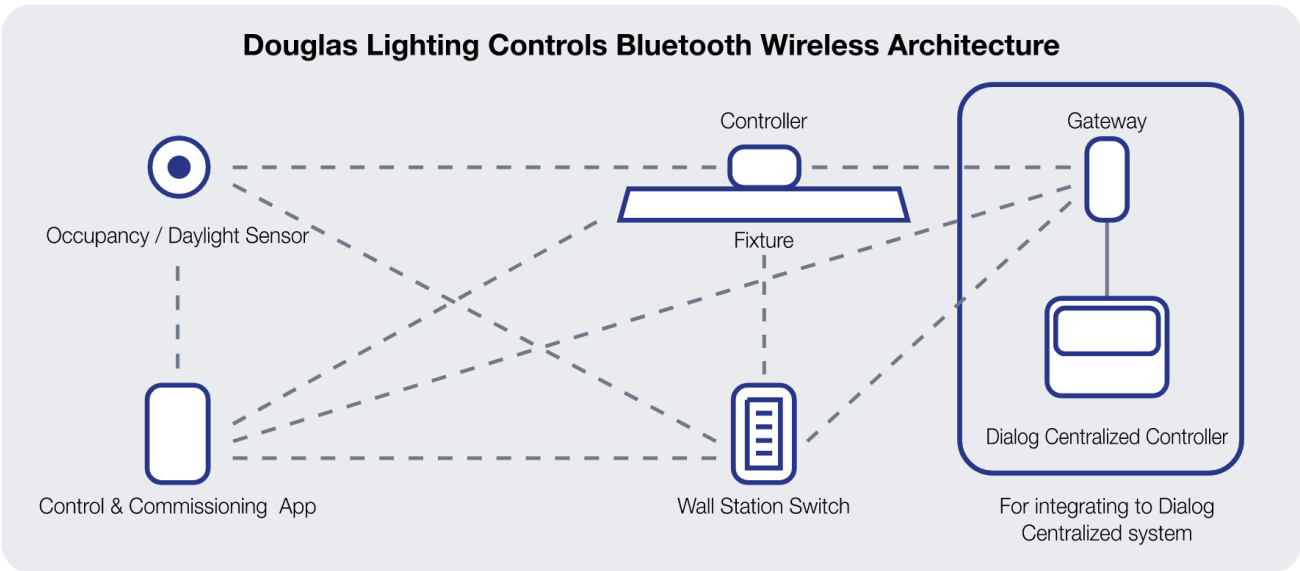 Douglas Lighting Controls Bluetooth Wireless Architecture
Controller
Gateway
Occupancy / Daylight Sensor
Fixture
Dialog Centralized Controller
Control & Commissioning App
Wall Station Switch
For integrating to Dialog
Centralized system